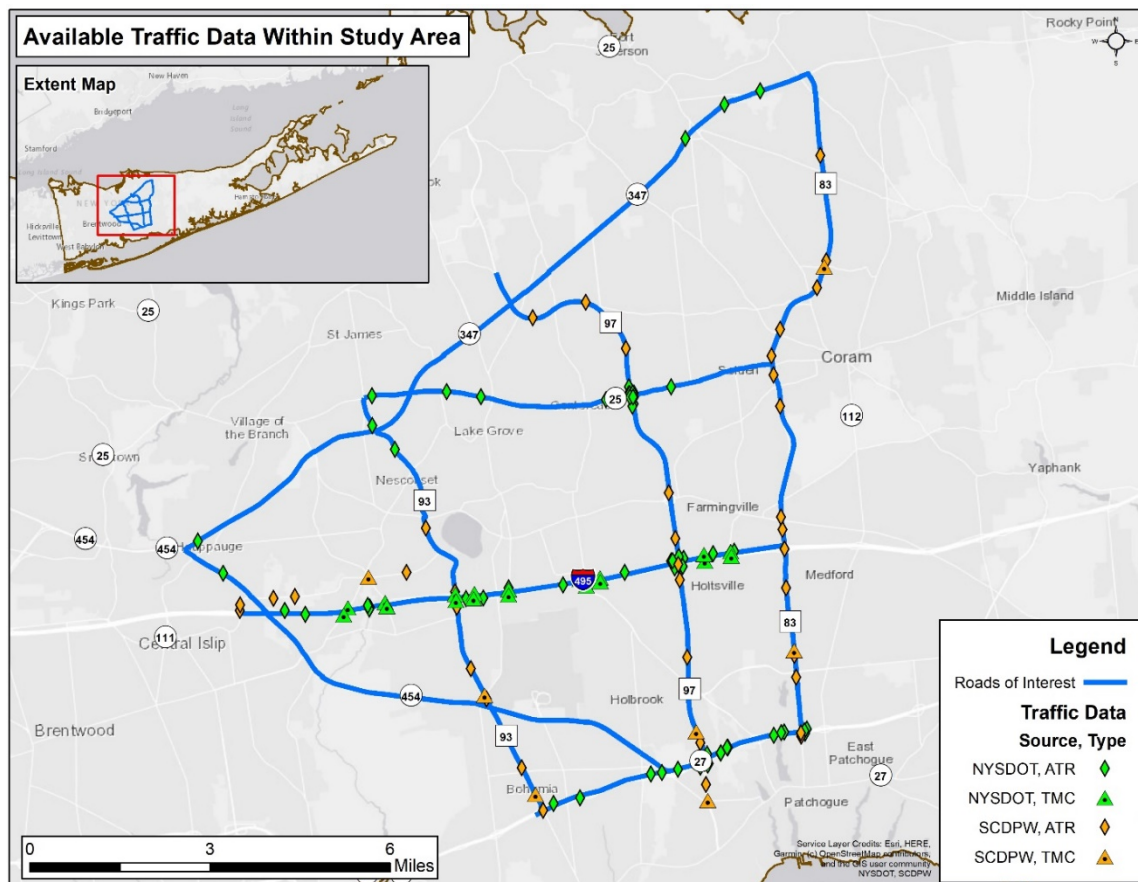 Available Traffic Data Within Study Area
Extent Map
New Haven
Bridgeport
Stamford
Long
Island
Sound
NEW YOR
Brentwood
Hicksville
Levittown
West Babylon
Rocky Point
N
W
E
S
25
Jefferson
83
347
Kings Park
25
Middle Island
St James
347
97
Coram
Selden
25
112
Village of
the Branch
Lake Grove
25
Yaphank
Nesconset
93
Farmingville
454
454
Hauppauge
495
Holtsville
Medford
111
Central Islip
83
454
Holbrook
97
Brentwood
93
East
Patchogue
27
27
Bohemia
Patchogue
Legend
Roads of Interest
Traffic Data
Source, Type
NYSDOT, ATR
NYSDOT, TMC
SCDPW, ATR
SCDPW, TMC
0 3 6
Miles
Service Layer Credits: Esri, HERE,
Garmin, (c) OpenStreetMap contributors,
and the GIS user community
NYSDOT, SCDPW